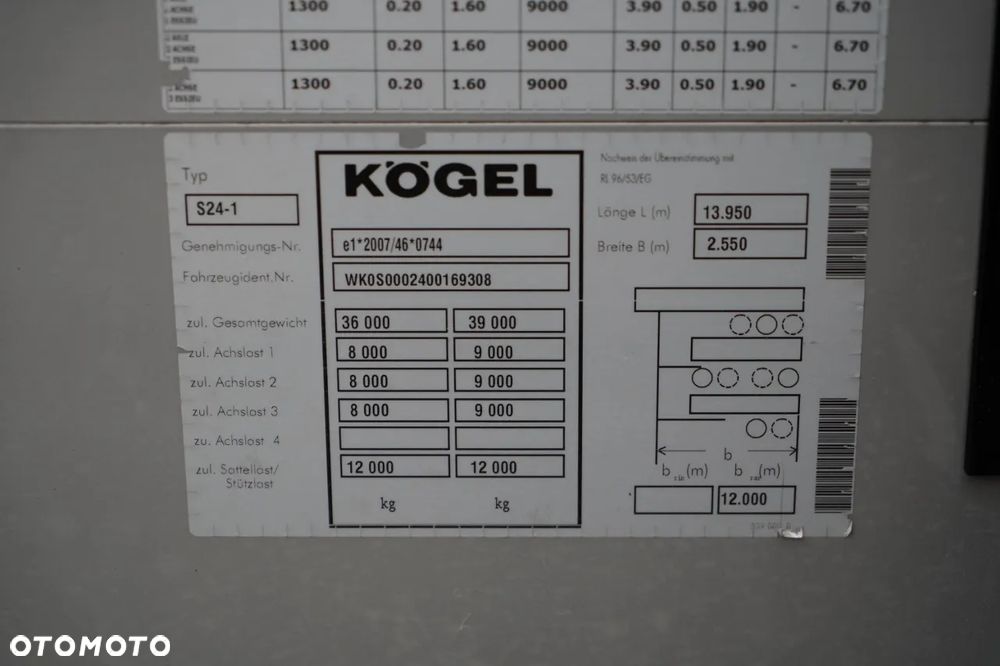 1300 0.20 1.60 9000 3.90 0.50 1.90 - 6.70
1300 0.20 1.60 9000 3.90 0.50 1.90 - 6.70
1300 0.20 1.60 9000 3.90 0.50 1.90 - 6.70
KÖGEL
Typ
S24-1
Genehmigungs-Nr. e1*2007/46*0744
Fahrzeugident.Nr. WK0S0002400169308
zul. Gesamtgewicht 36 000 39 000
zul. Achslast 1 8 000 9 000
zul. Achslast 2 8 000 9 000
zul. Achslast 3 8 000 9 000
zu. Achslast 4
zul. Sattellast/ 12 000 12 000
Stützlast
kg kg
Nachweis der Übereinstimmung mit
RL 96/53/EG
Länge L (m) 13.950
Breite B (m) 2.550
b
b (m) b (m)
12.000
OTOMOTO